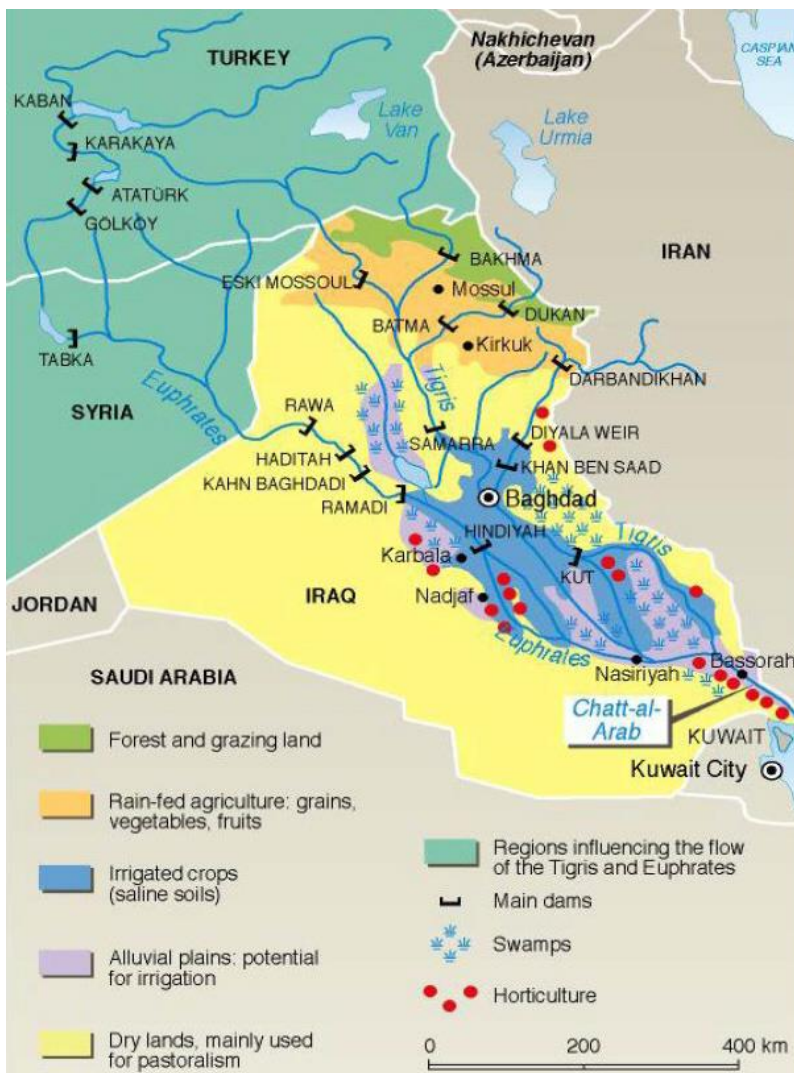 TURKEY
Nakhichevan
(Azerbaijan)
CASPIAN
SEA
KABAN
Lake
Van
Lake
Urmia
KARAKAYA
ATATÜRK
GÖLKÖY
IRAN
BAKHMA
ESKI MOSSOUL
Mossul
DUKAN
BATMA
Kirkuk
TABKA
DARBANDIKHAN
Euphrates
Tigris
SYRIA
RAWA
SAMARRA
DIYALA WEIR
HADITAH
KHAN BEN SAAD
KAHN BAGHDADI
RAMADI
Baghdad
HINDIYAH
Tigris
Karbala
KUT
JORDAN
IRAQ
Nadjaf
Euphrates
Nasiriyah
Bassorah
SAUDI ARABIA
Chatt-al-
Arab
KUWAIT
Kuwait City
Forest and grazing land
Rain-fed agriculture: grains,
vegetables, fruits
Irrigated crops
(saline soils)
Alluvial plains: potential
for irrigation
Dry lands, mainly used
for pastoralism
Regions influencing the flow
of the Tigris and Euphrates
Main dams
Swamps
Horticulture
0 200 400 km